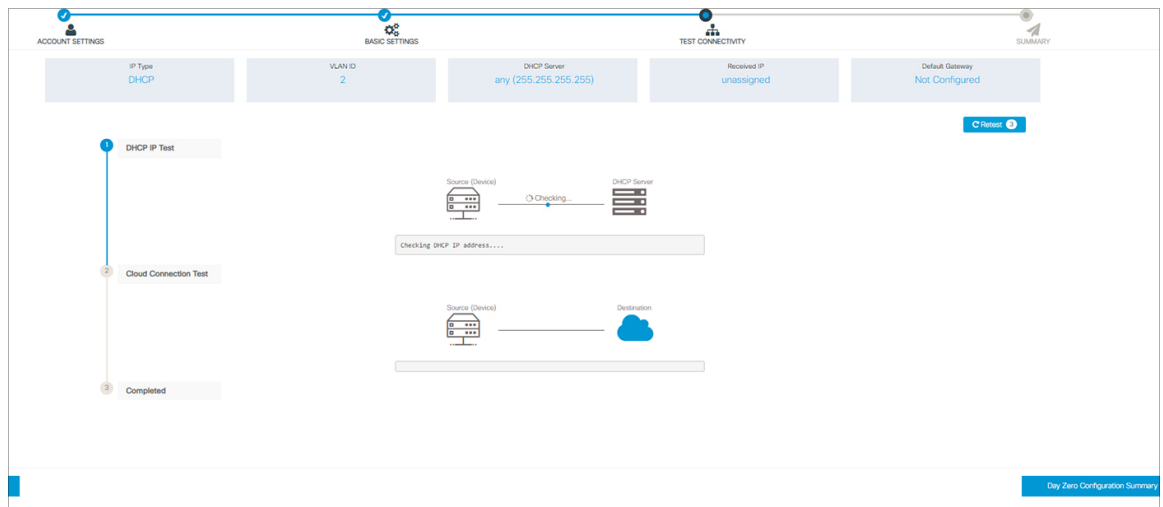 ACCOUNT SETTINGS
BASIC SETTINGS
TEST CONNECTIVITY
SUMMARY
IP Type
DHCP
VLAN ID
2
DHCP Server
any (255.255.255.255)
Received IP
unassigned
Default Gateway
Not Configured
Retest 3
1 DHCP IP Test
Source (Device)
DHCP Server
Checking...
Checking DHCP IP address....
2 Cloud Connection Test
Source (Device)
Destination
3 Completed
Day Zero Configuration Summary